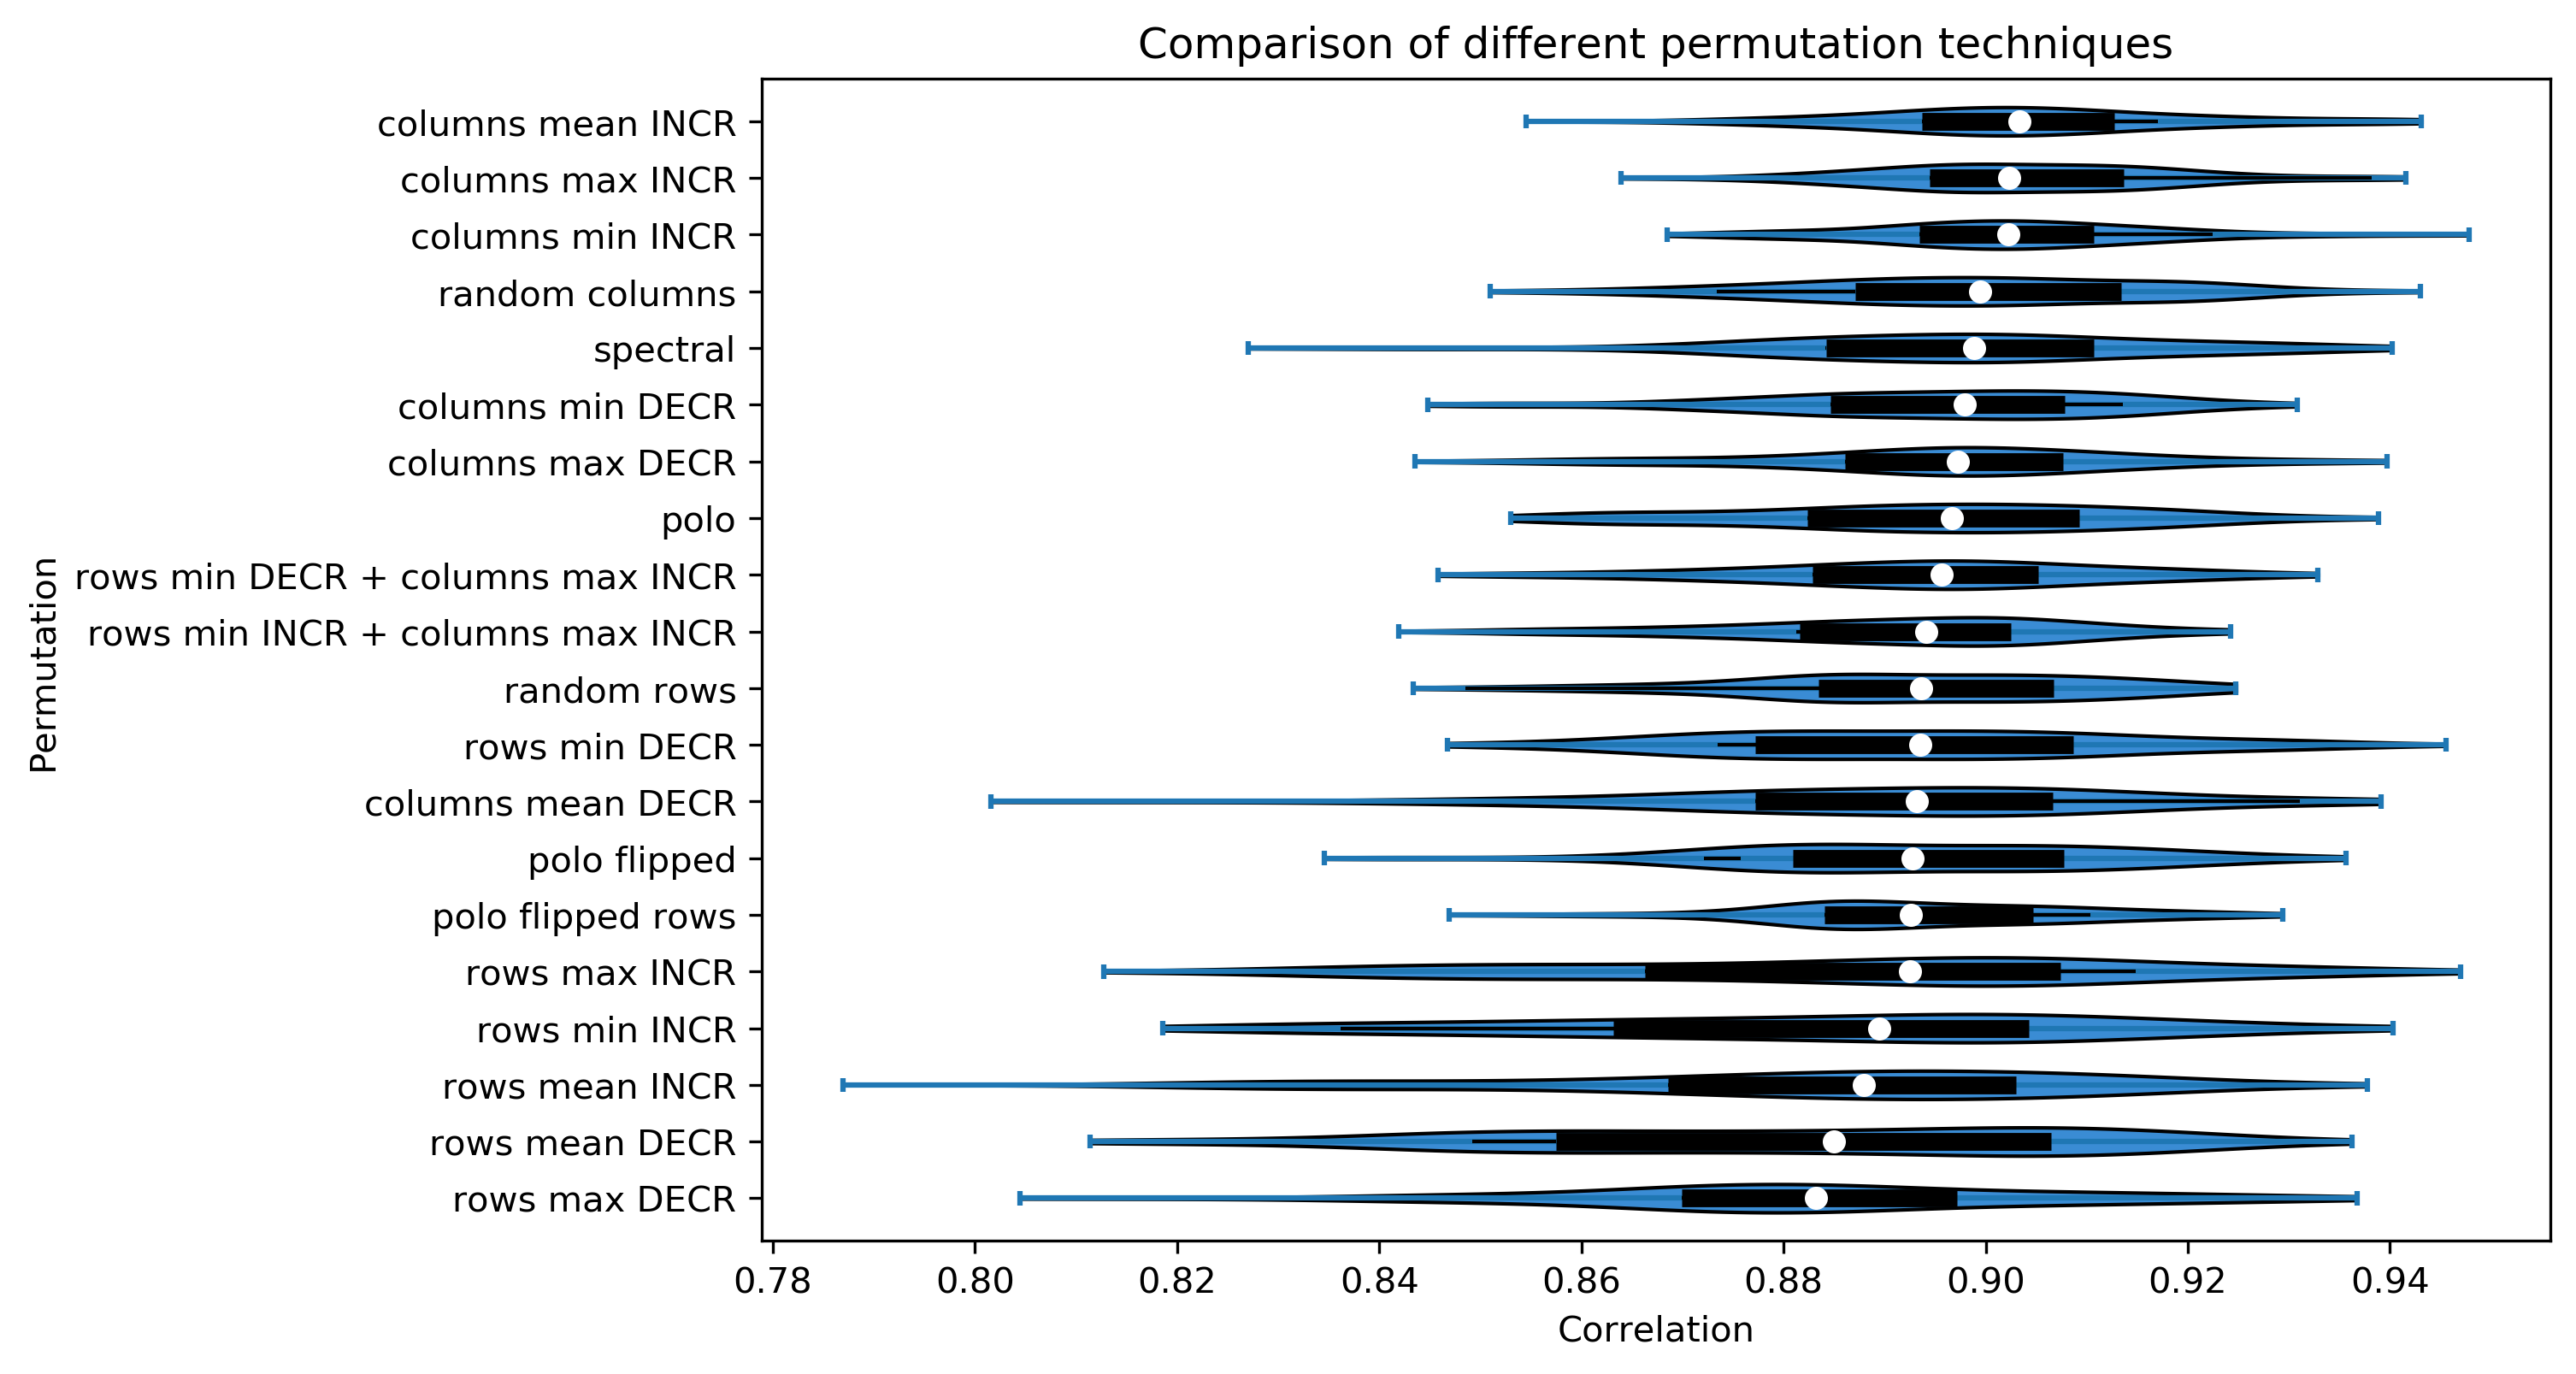 Comparison of different permutation techniques
Permutation
columns mean INCR
columns max INCR
columns min INCR
random columns
spectral
columns min DECR
columns max DECR
polo
rows min DECR + columns max INCR
rows min INCR + columns max INCR
random rows
rows min DECR
columns mean DECR
polo flipped
polo flipped rows
rows max INCR
rows min INCR
rows mean INCR
rows mean DECR
rows max DECR
0.78 0.80 0.82 0.84 0.86 0.88 0.90 0.92 0.94
Correlation